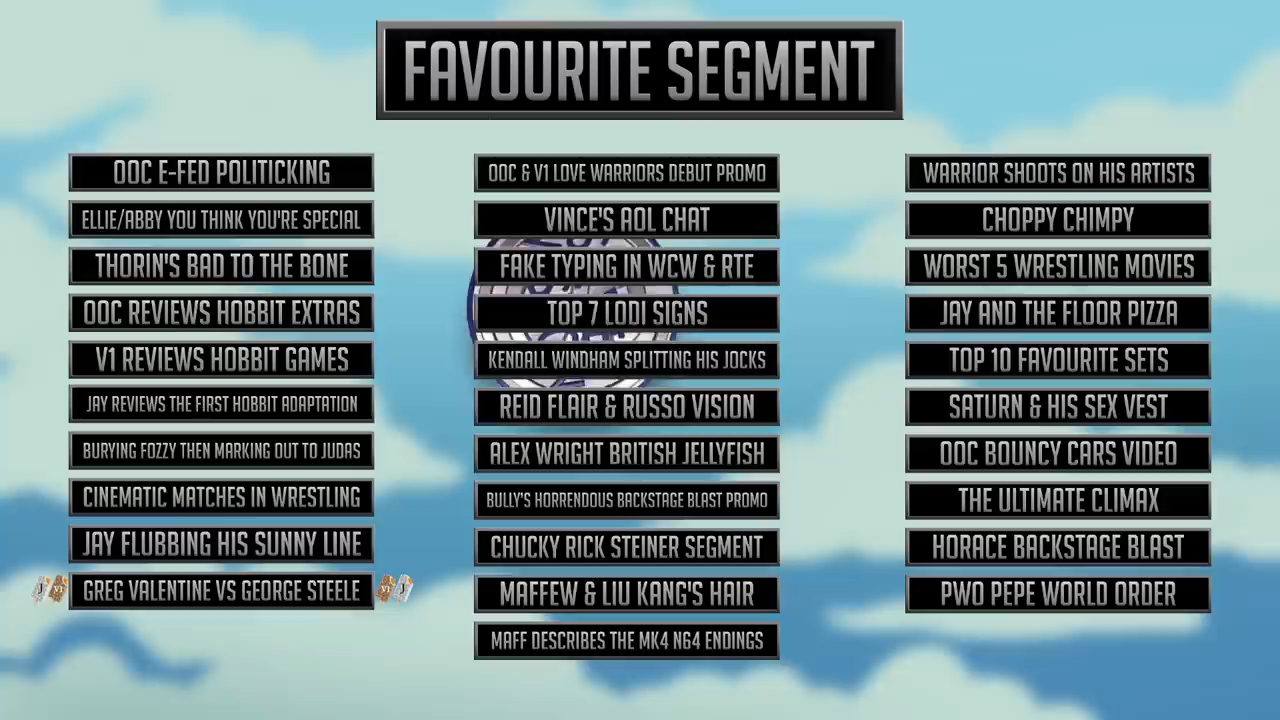 FAVOURITE SEGMENT
OOC E-FED POLITICKING
ELLIE/ABBY YOU THINK YOU'RE SPECIAL
THORIN'S BAD TO THE BONE
OOC REVIEWS HOBBIT EXTRAS
V1 REVIEWS HOBBIT GAMES
JAY REVIEWS THE FIRST HOBBIT ADAPTATION
BURYING FOZZY THEN MARKING OUT TO JUDAS
CINEMATIC MATCHES IN WRESTLING
JAY FLUBBING HIS SUNNY LINE
GREG VALENTINE VS GEORGE STEELE
OOC & V1 LOVE WARRIORS DEBUT PROMO
VINCE'S AOL CHAT
FAKE TYPING IN WCW & RTE
TOP 7 LODI SIGNS
KENDALL WINDHAM SPLITTING HIS JOCKS
REID FLAIR & RUSSO VISION
ALEX WRIGHT BRITISH JELLYFISH
BULLY'S HORRENDOUS BACKSTAGE BLAST PROMO
CHUCKY RICK STEINER SEGMENT
MAFFEW & LIU KANG'S HAIR
MAFF DESCRIBES THE MK4 N64 ENDINGS
WARRIOR SHOOTS ON HIS ARTISTS
CHOPPY CHIMPY
WORST 5 WRESTLING MOVIES
JAY AND THE FLOOR PIZZA
TOP 10 FAVOURITE SETS
SATURN & HIS SEX VEST
OOC BOUNCY CARS VIDEO
THE ULTIMATE CLIMAX
HORACE BACKSTAGE BLAST
PWO PEPE WORLD ORDER